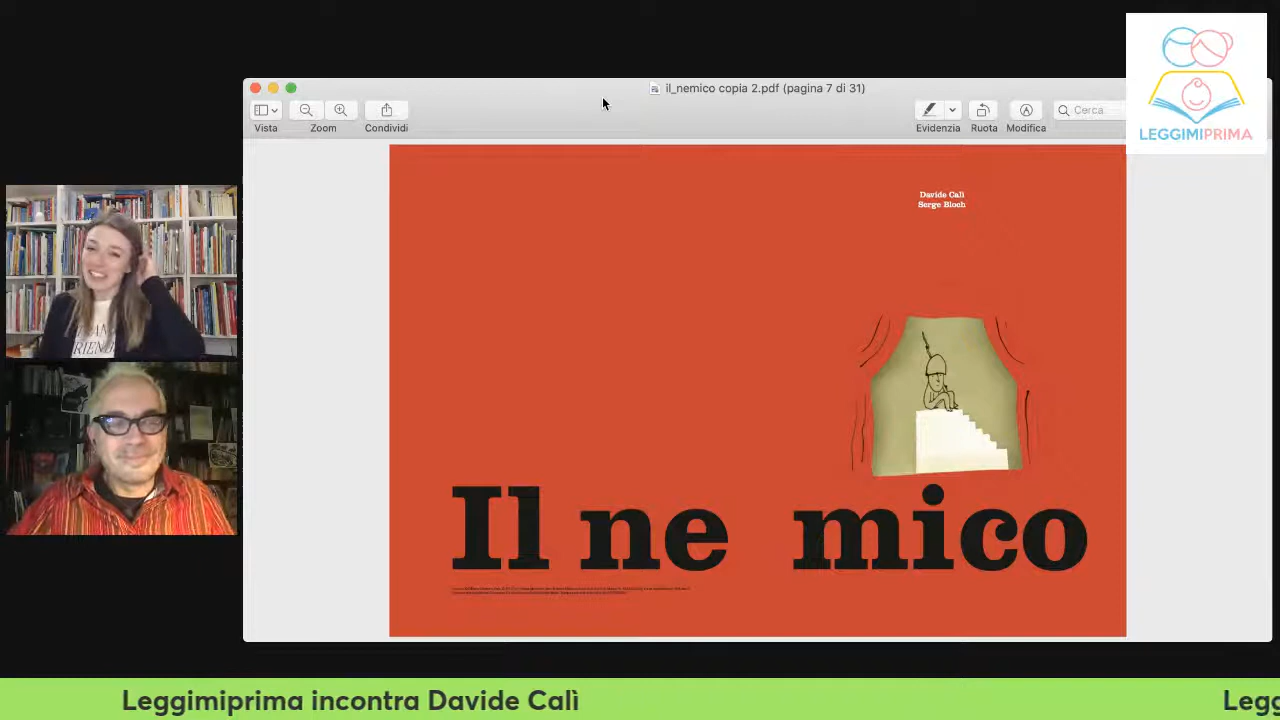 il_nemico copia 2.pdf (pagina 7 di 31)
Vista
Zoom
Condividi
Evidenzia
Ruota
Modifica
Cerca
LEGGIMIPRIMA
Davide Calì
Serge Bloch
Il ne mico
Leggimiprima incontra Davide Calì
Legg